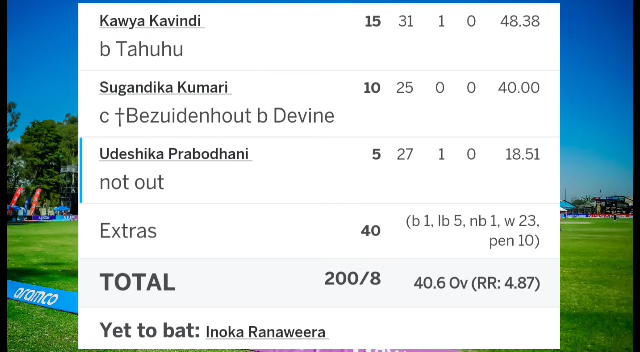 Kawya Kavindi 15 31 1 0 48.38
b Tahuhu
Sugandika Kumari 10 25 0 0 40.00
c †Bezuidenhout b Devine
Udeshika Prabodhani 5 27 1 0 18.51
not out
Extras 40 (b 1, lb 5, nb 1, w 23,
pen 10)
TOTAL 200/8 40.6 Ov (RR: 4.87)
Yet to bat: Inoka Ranaweera
aramco